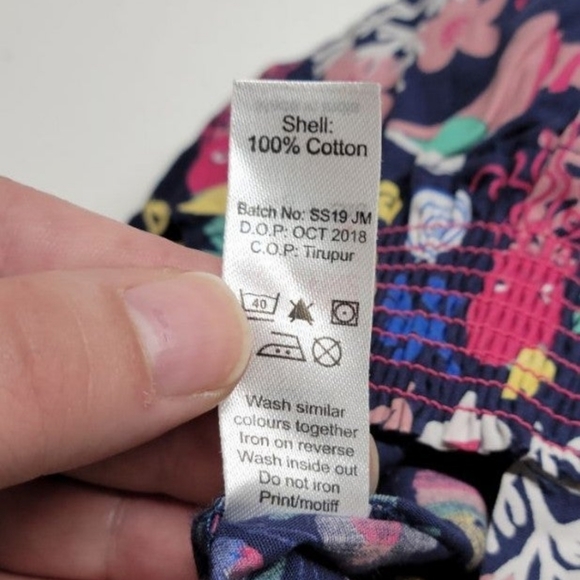 Shell:
100% Cotton
Batch No: SS19 JM
D.O.P: OCT 2018
C.O.P: Tirupur
40
Wash similar
colours together
Iron on reverse
Wash inside out
Do not iron
Print/motif